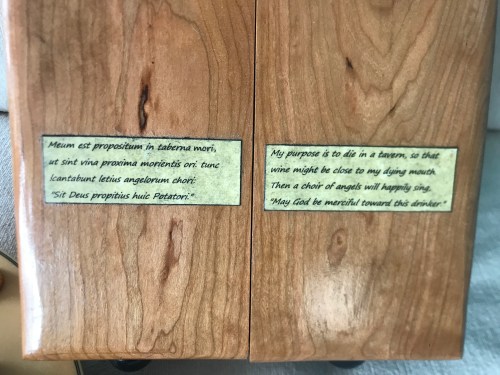 Meum est propositum in taberna mori,
ut sint vina proxima morientis ori. tunc
Icantabunt letius angelorum chori:
"Sit Deus propitius huic Potatori."
My purpose is to die in a tavern, so that
wine might be close to my dying mouth.
Then a choir of angels will happily sing,
"May God be merciful toward this drinker."